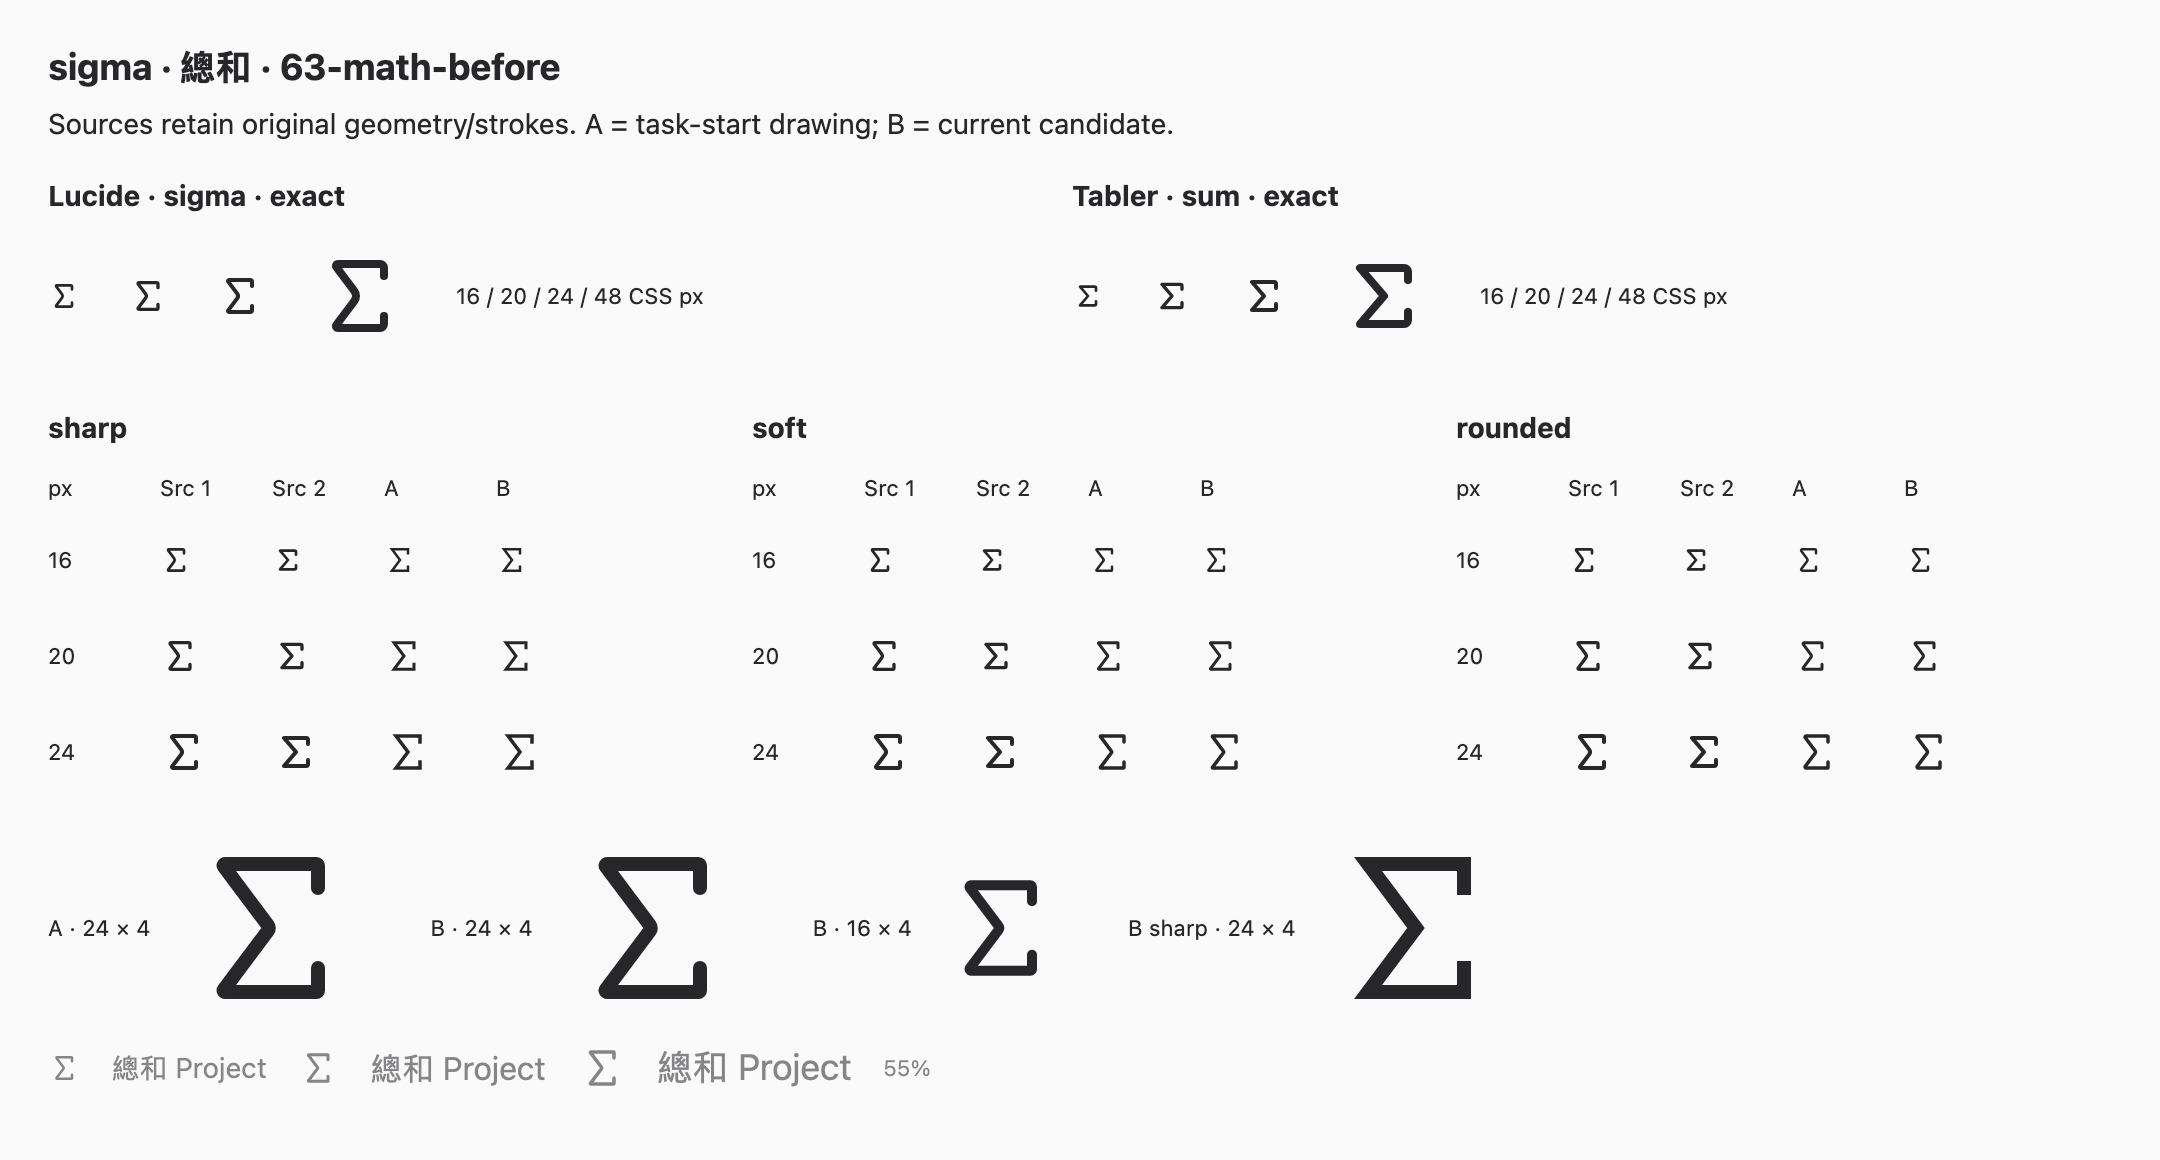 sigma · 總和 · 63-math-before
Sources retain original geometry/strokes. A = task-start drawing; B = current candidate.
Lucide · sigma · exact
Tabler · sum · exact
Σ Σ Σ Σ 16 / 20 / 24 / 48 CSS px
Σ Σ Σ Σ 16 / 20 / 24 / 48 CSS px
sharp
px Src 1 Src 2 A B
16 Σ Σ Σ Σ
20 Σ Σ Σ Σ
24 Σ Σ Σ Σ
soft
px Src 1 Src 2 A B
16 Σ Σ Σ Σ
20 Σ Σ Σ Σ
24 Σ Σ Σ Σ
rounded
px Src 1 Src 2 A B
16 Σ Σ Σ Σ
20 Σ Σ Σ Σ
24 Σ Σ Σ Σ
A · 24 × 4 Σ B · 24 × 4 Σ B · 16 × 4 Σ B sharp · 24 × 4 Σ
Σ 總和 Project Σ 總和 Project Σ 總和 Project 55%